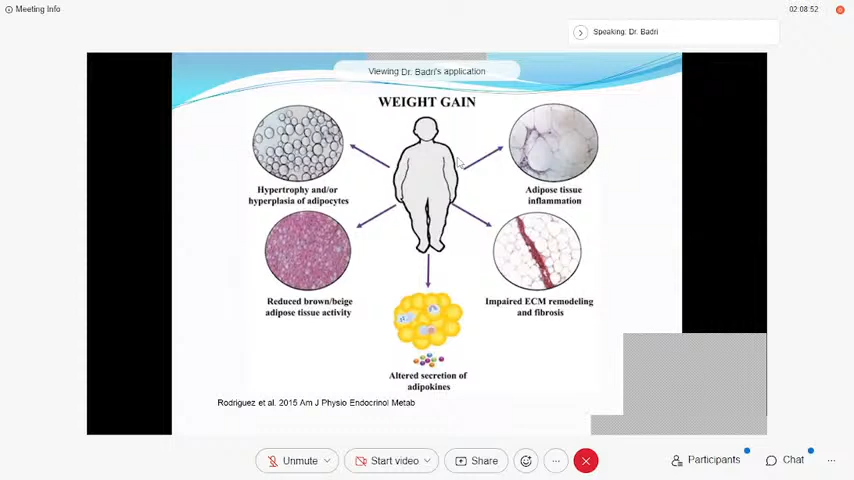 Meeting Info
02:08:52
Speaking: Dr. Badri
Viewing Dr. Badri's application
WEIGHT GAIN
Hypertrophy and/or
hyperplasia of adipocytes
Adipose tissue
inflammation
Reduced brown/beige
adipose tissue activity
Impaired ECM remodeling
and fibrosis
Altered secretion of
adipokines
Rodriguez et al. 2015 Am J Physio Endocrinol Metab
Unmute
Start video
Share
Participants
Chat